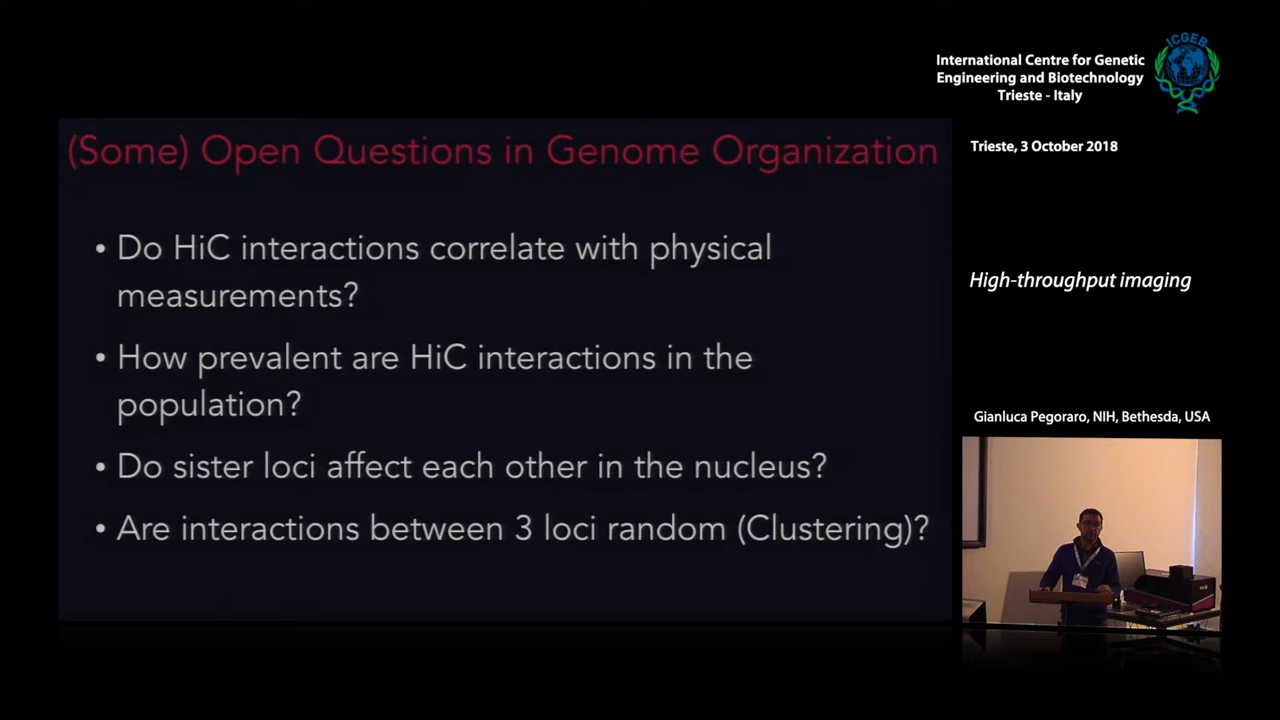 International Centre for Genetic
Engineering and Biotechnology
Trieste - Italy
ICGEB
Trieste, 3 October 2018
(Some) Open Questions in Genome Organization
• Do HiC interactions correlate with physical
measurements?
• How prevalent are HiC interactions in the
population?
• Do sister loci affect each other in the nucleus?
• Are interactions between 3 loci random (Clustering)?
High-throughput imaging
Gianluca Pegoraro, NIH, Bethesda, USA